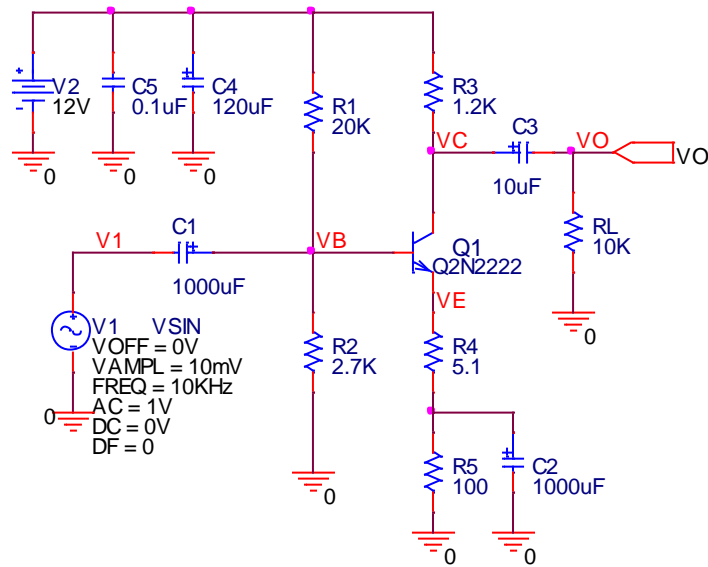 V2
12V
C5
0.1uF
C4
120uF
R1
20K
R3
1.2K
C3
10uF
VC
VO
VO
RL
10K
0
0
0
0
V1
C1
1000uF
VB
Q1
Q2N2222
VE
V1 VSIN
VOFF = 0V
VAMPL = 10mV
FREQ = 10KHz
AC = 1V
DC = 0V
DF = 0
0
R2
2.7K
0
R4
5.1
R5
100
C2
1000uF
0
0